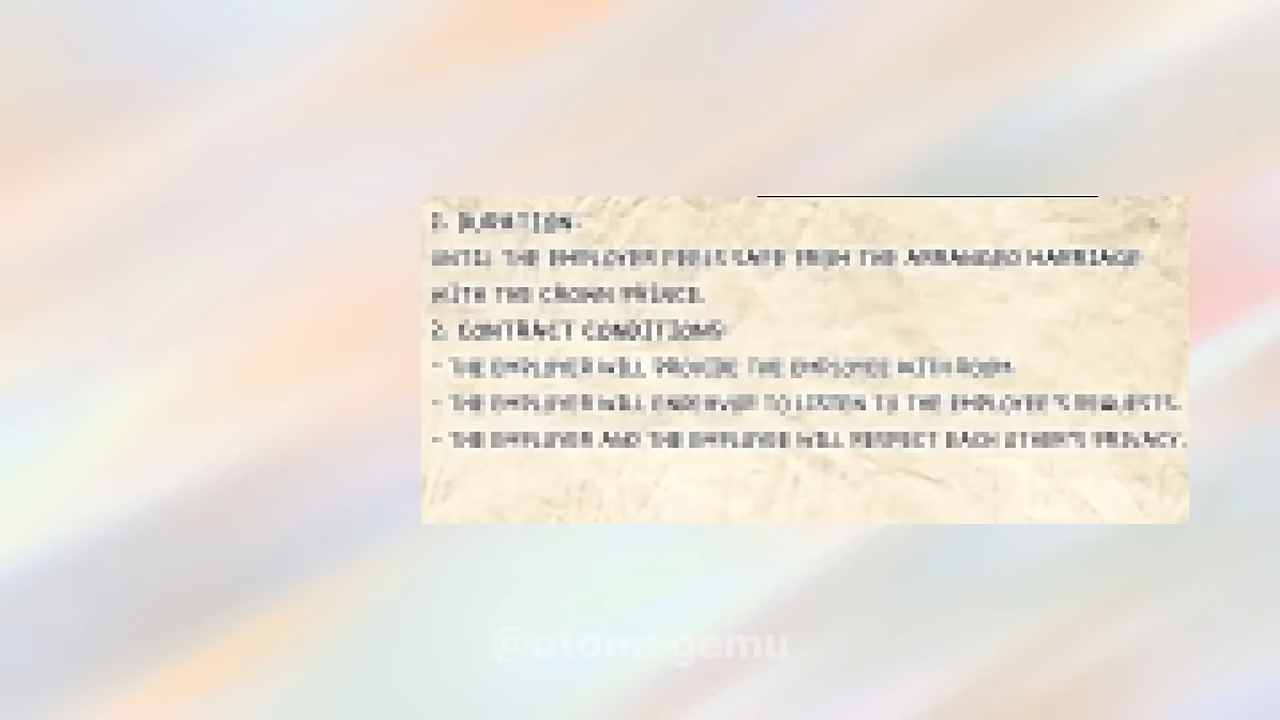 1. DURATION:
UNTIL THE EMPLOYER FEELS SAFE FROM THE ARRANGED MARRIAGE
WITH THE CROWN PRINCE.
2. CONTRACT CONDITIONS:
- THE EMPLOYER WILL PROVIDE THE EMPLOYEE WITH ROOM.
- THE EMPLOYER WILL ENDEAVOR TO LISTEN TO THE EMPLOYEE'S REQUESTS.
- THE EMPLOYER AND THE EMPLOYEE WILL RESPECT EACH OTHER'S PRIVACY.
@otomegemu